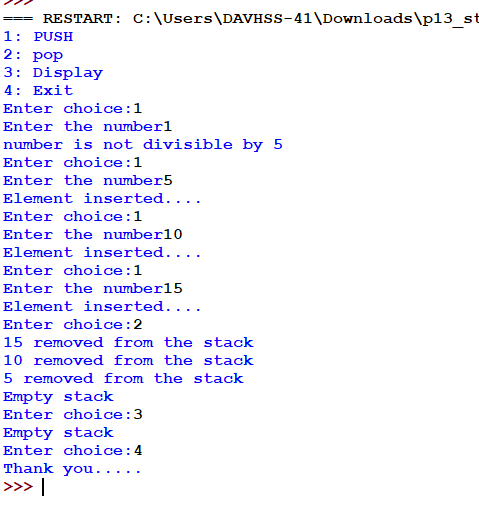 >>>
=== RESTART: C:\Users\DAVHSS-41\Downloads\p13_st
1: PUSH
2: pop
3: Display
4: Exit
Enter choice:1
Enter the number1
number is not divisible by 5
Enter choice:1
Enter the number5
Element inserted....
Enter choice:1
Enter the number10
Element inserted....
Enter choice:1
Enter the number15
Element inserted....
Enter choice:2
15 removed from the stack
10 removed from the stack
5 removed from the stack
Empty stack
Enter choice:3
Empty stack
Enter choice:4
Thank you.....
>>>